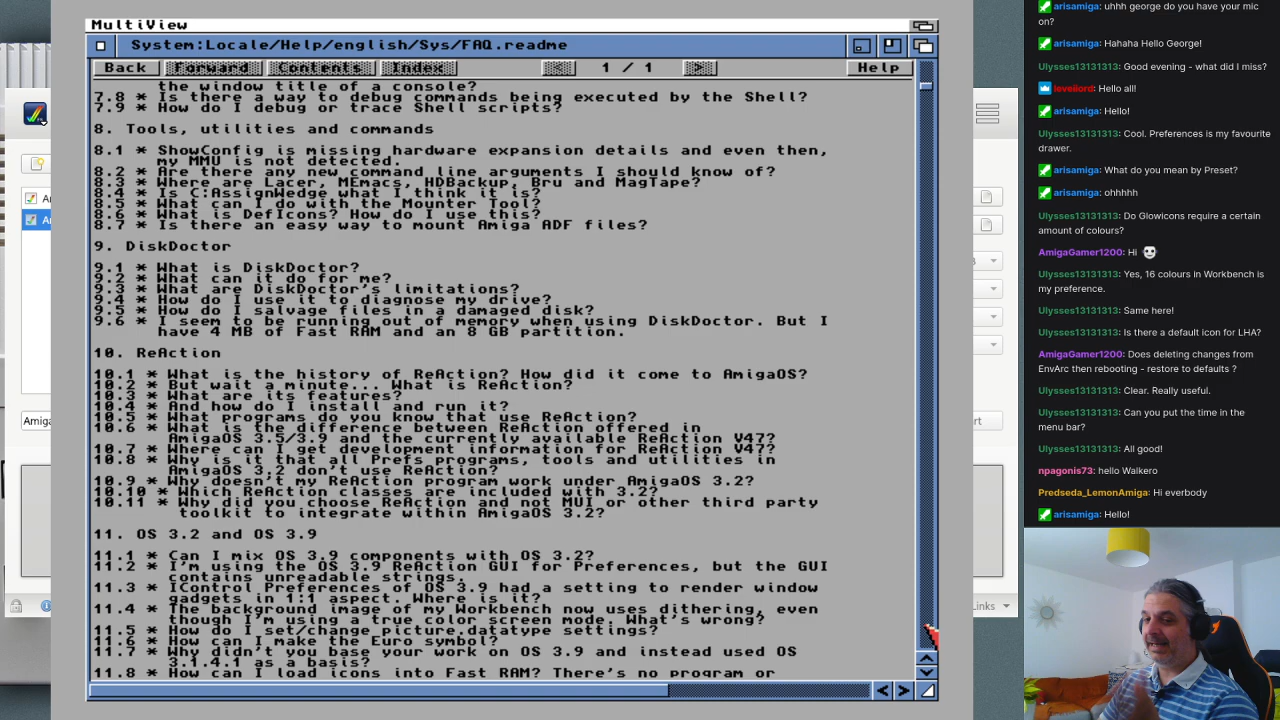 MultiView
System:Locale/Help/english/Sys/FAQ.readme
Back Forward Contents Index 1 / 1 > Help
the window title of a console?
7.8 * Is there a way to debug commands being executed by the Shell?
7.9 * How do I debug or trace Shell scripts?
8. Tools, utilities and commands
8.1 * ShowConfig is missing hardware expansion details and even then,
my MMU is not detected.
8.2 * Are there any new command line arguments I should know of?
8.3 * Where are Lacer, MEmacs, HDBackup, Bru and MagTape?
8.4 * Is C:AssignWedge what I think it is?
8.5 * What can I do with the Mounter Tool?
8.6 * What is DefIcons? How do I use this?
8.7 * Is there an easy way to mount Amiga ADF files?
9. DiskDoctor
9.1 * What is DiskDoctor?
9.2 * What can it do for me?
9.3 * What are DiskDoctor's limitations?
9.4 * How do I use it to diagnose my drive?
9.5 * How do I salvage files in a damaged disk?
9.6 * I seem to be running out of memory when using DiskDoctor. But I
have 4 MB of Fast RAM and an 8 GB partition.
10. ReAction
10.1 * What is the history of ReAction? How did it come to AmigaOS?
10.2 * But wait a minute... What is ReAction?
10.3 * What are its features?
10.4 * And how do I install and run it?
10.5 * What programs do you know that use ReAction?
10.6 * What is the difference between ReAction offered in
AmigaOS 3.5/3.9 and the currently available ReAction V47?
10.7 * Where can I get development information for ReAction V47?
10.8 * Why is it that all Prefs programs, tools and utilities in
AmigaOS 3.2 don't use ReAction?
10.9 * Why doesn't my ReAction program work under AmigaOS 3.2?
10.10 * Which ReAction classes are included with 3.2?
10.11 * Why did you choose ReAction and not MUI or other third party
toolkit to integrate within AmigaOS 3.2?
11. OS 3.2 and OS 3.9
11.1 * Can I mix OS 3.9 components with OS 3.2?
11.2 * I'm using the OS 3.9 ReAction GUI for Preferences, but the GUI
contains unreadable strings.
11.3 * IControl Preferences of OS 3.9 had a setting to render window
gadgets in 1:1 aspect. Where is it?
11.4 * The background image of my Workbench now uses dithering, even
though I'm using a true color screen mode. What's wrong?
11.5 * How do I set/change picture.datatype settings?
11.6 * How can I make the Euro symbol?
11.7 * Why didn't you base your work on OS 3.9 and instead used OS
3.1.4.1 as a basis?
11.8 * How can I load icons into Fast RAM? There's no program or
Amiga
Links
arisamiga: uhhh george do you have your mic
on?
arisamiga: Hahaha Hello George!
Ulysses13131313: Good evening - what did I miss?
leveiiord: Hello all!
arisamiga: Hello!
Ulysses13131313: Cool. Preferences is my favourite
drawer.
arisamiga: What do you mean by Preset?
arisamiga: ohhhhh
Ulysses13131313: Do Glowicons require a certain
amount of colours?
AmigaGamer1200: Hi
Ulysses13131313: Yes, 16 colours in Workbench is
my preference.
Ulysses13131313: Same here!
Ulysses13131313: Is there a default icon for LHA?
AmigaGamer1200: Does deleting changes from
EnvArc then rebooting - restore to defaults ?
Ulysses13131313: Clear. Really useful.
Ulysses13131313: Can you put the time in the
menu bar?
Ulysses13131313: All good!
npagonis73: hello Walkero
Predseda_LemonAmiga: Hi everbody
arisamiga: Hello!